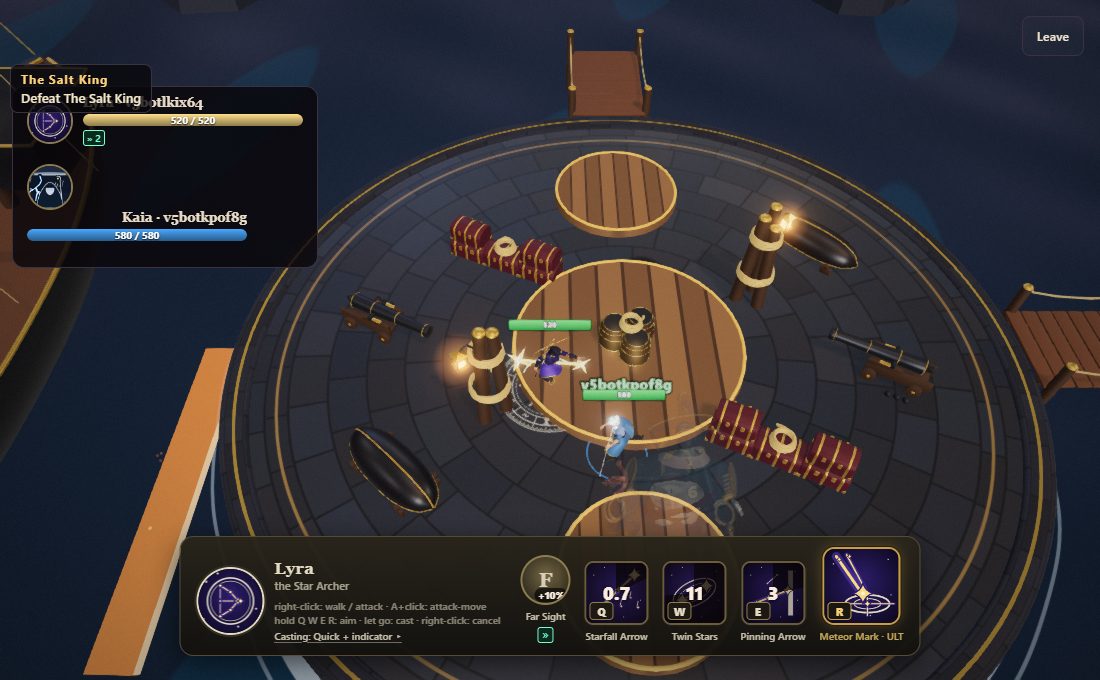 Leave
The Salt King
Defeat The Salt King
botlkix64
520 / 520
» 2
Kaia · v5botkpof8g
580 / 580
v5botkpof8g
Lyra
the Star Archer
right-click: walk / attack · A+click: attack-move
hold Q W E R: aim · let go: cast · right-click: cancel
Casting: Quick + indicator ▸
F
+10%
Far Sight
»
0.7
Q
Starfall Arrow
11
W
Twin Stars
3
E
Pinning Arrow
R
Meteor Mark · ULT